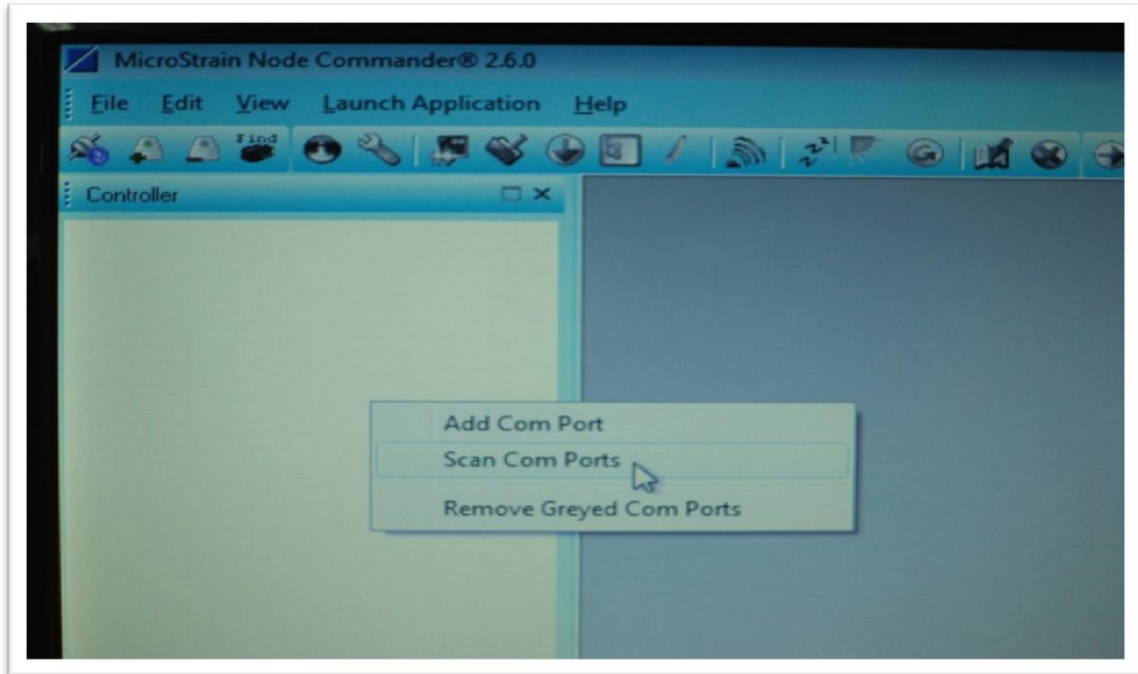 MicroStrain Node Commander® 2.6.0
File Edit View Launch Application Help
Find
Controller
Add Com Port
Scan Com Ports
Remove Greyed Com Ports